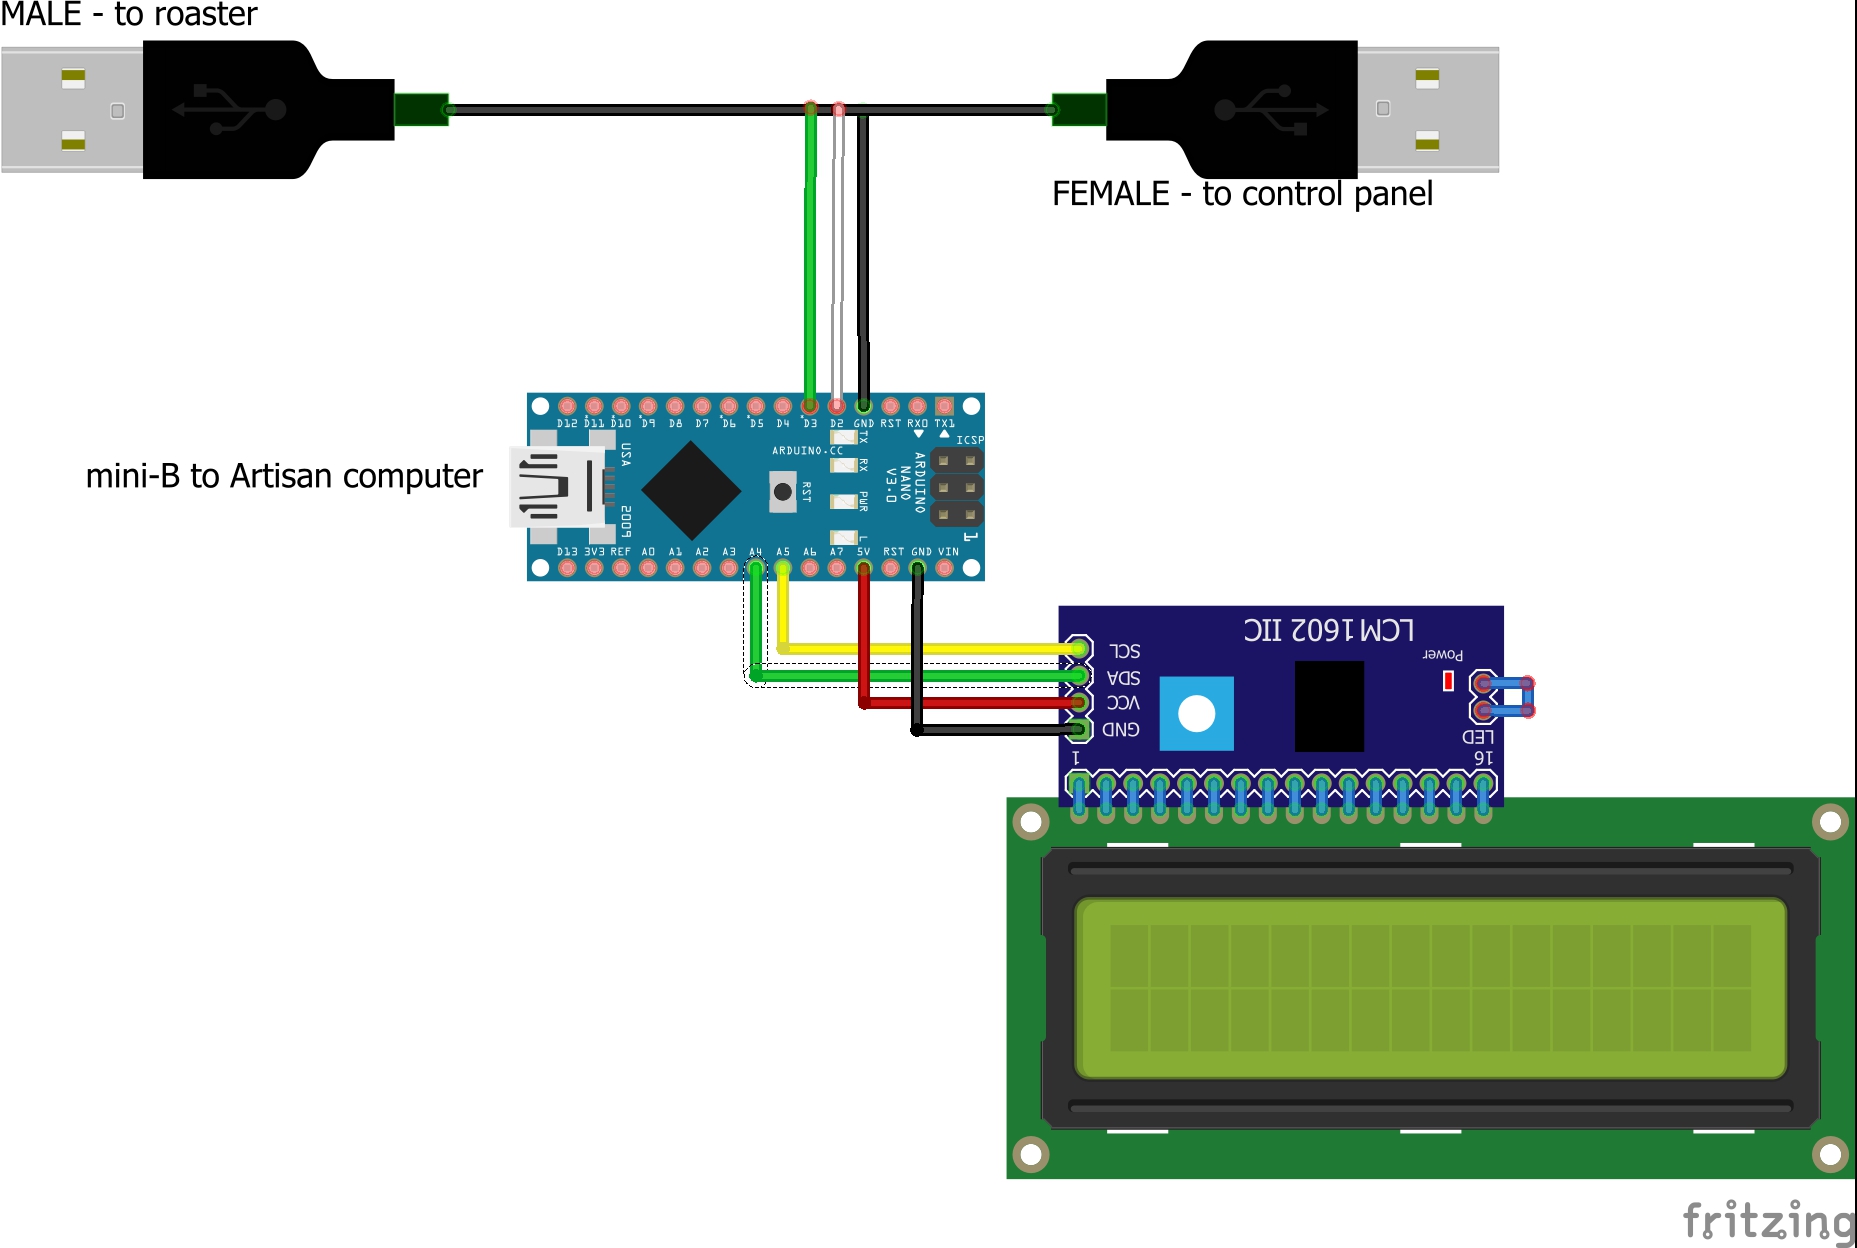 MALE - to roaster
FEMALE - to control panel
D12 D11 D10 D9 D8 D7 D6 D5 D4 D3 D2 GND RST RX0 TX1
TX
ICSP
ARDUINO.CC
USA
RX
mini-B to Artisan computer
RST
ARDUINO
NANO
V3.0
PWR
2009
L
1
D13 3V3 REF A0 A1 A2 A3 A4 A5 A6 A7 5V RST GND VIN
LCM1602 IIC
SCL
Power
SDA
VCC
GND
LED
1
16
fritzing